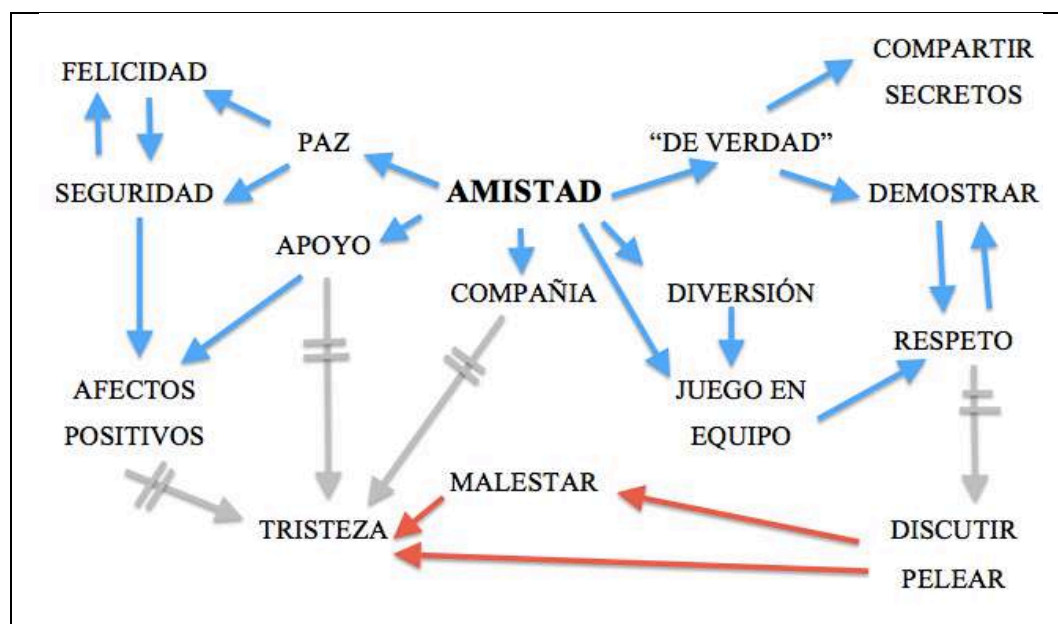 COMPARTIR
SECRETOS
FELICIDAD
PAZ
“DE VERDAD”
SEGURIDAD
AMISTAD
DEMOSTRAR
APOYO
COMPAÑIA
DIVERSIÓN
RESPETO
AFECTOS
POSITIVOS
JUEGO EN
EQUIPO
MALESTAR
TRISTEZA
DISCUTIR
PELEAR